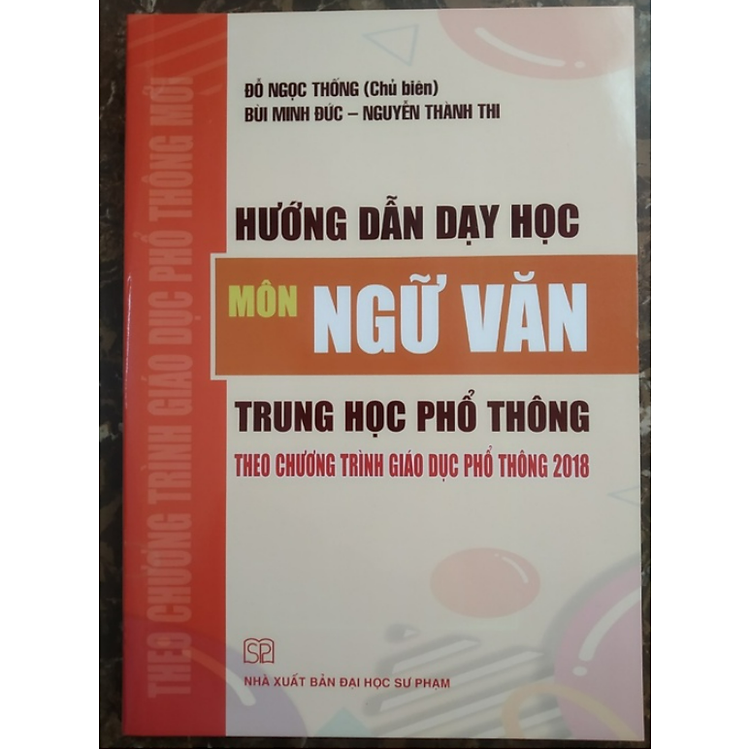 ĐỖ NGỌC THỐNG (Chủ biên)
BÙI MINH ĐỨC – NGUYỄN THÀNH THI
HƯỚNG DẪN DẠY HỌC
MÔN NGỮ VĂN
TRUNG HỌC PHỔ THÔNG
THEO CHƯƠNG TRÌNH GIÁO DỤC PHỔ THÔNG 2018
THEO CHƯƠNG TRÌNH GIÁO DỤC PHỔ THÔNG MỚI
SP
NHÀ XUẤT BẢN ĐẠI HỌC SƯ PHẠM